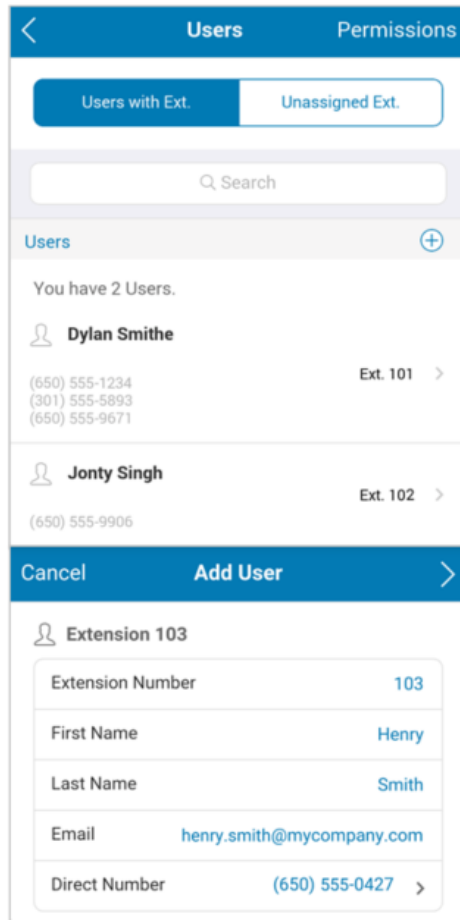 Users Permissions
Users with Ext. Unassigned Ext.
Search
Users
You have 2 Users.
Dylan Smithe
Ext. 101
(650) 555-1234
(301) 555-5893
(650) 555-9671
Jonty Singh
Ext. 102
(650) 555-9906
Cancel Add User
Extension 103
Extension Number 103
First Name Henry
Last Name Smith
Email henry.smith@mycompany.com
Direct Number (650) 555-0427